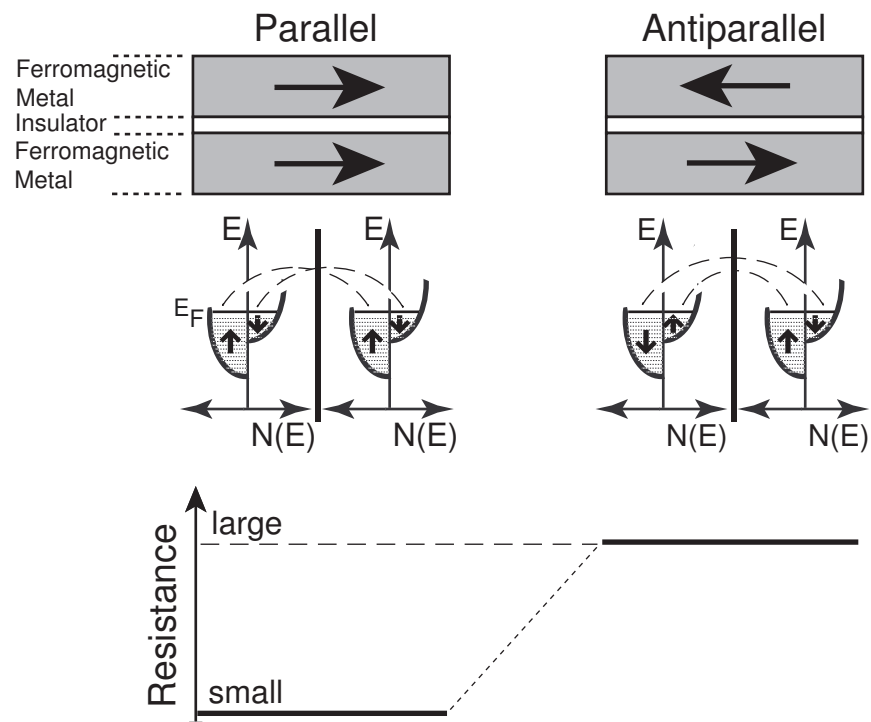 Parallel
Antiparallel
Ferromagnetic
Metal
Insulator
Ferromagnetic
Metal
E
E
E
E
E_F
N(E)
N(E)
N(E)
N(E)
Resistance
large
small